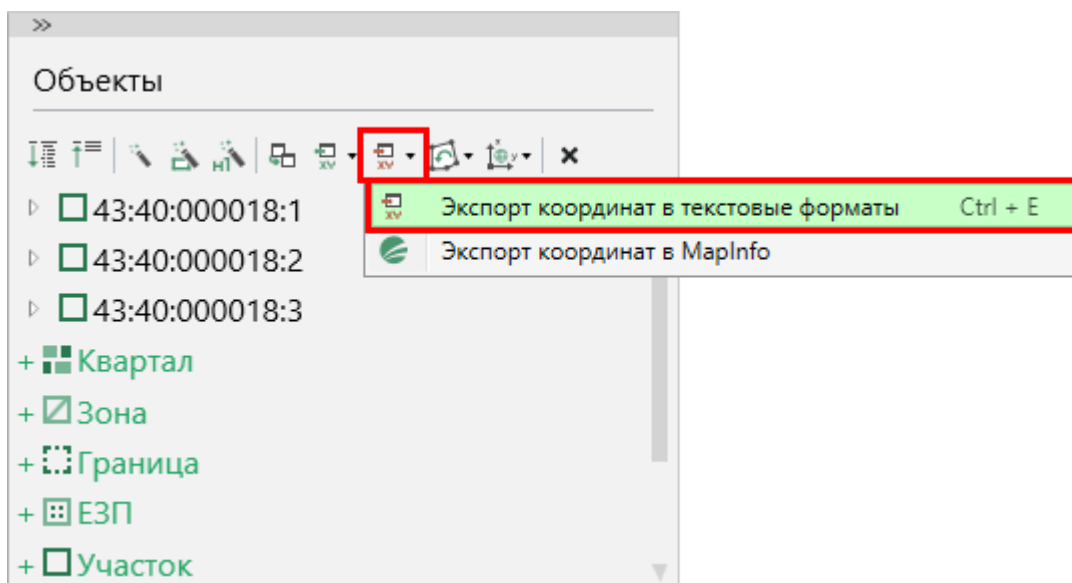 Объекты
43:40:000018:1
43:40:000018:2
43:40:000018:3
Экспорт координат в текстовые форматы Ctrl + E
Экспорт координат в MapInfo
+ Квартал
+ Зона
+ Граница
+ ЕЗП
+ Участок